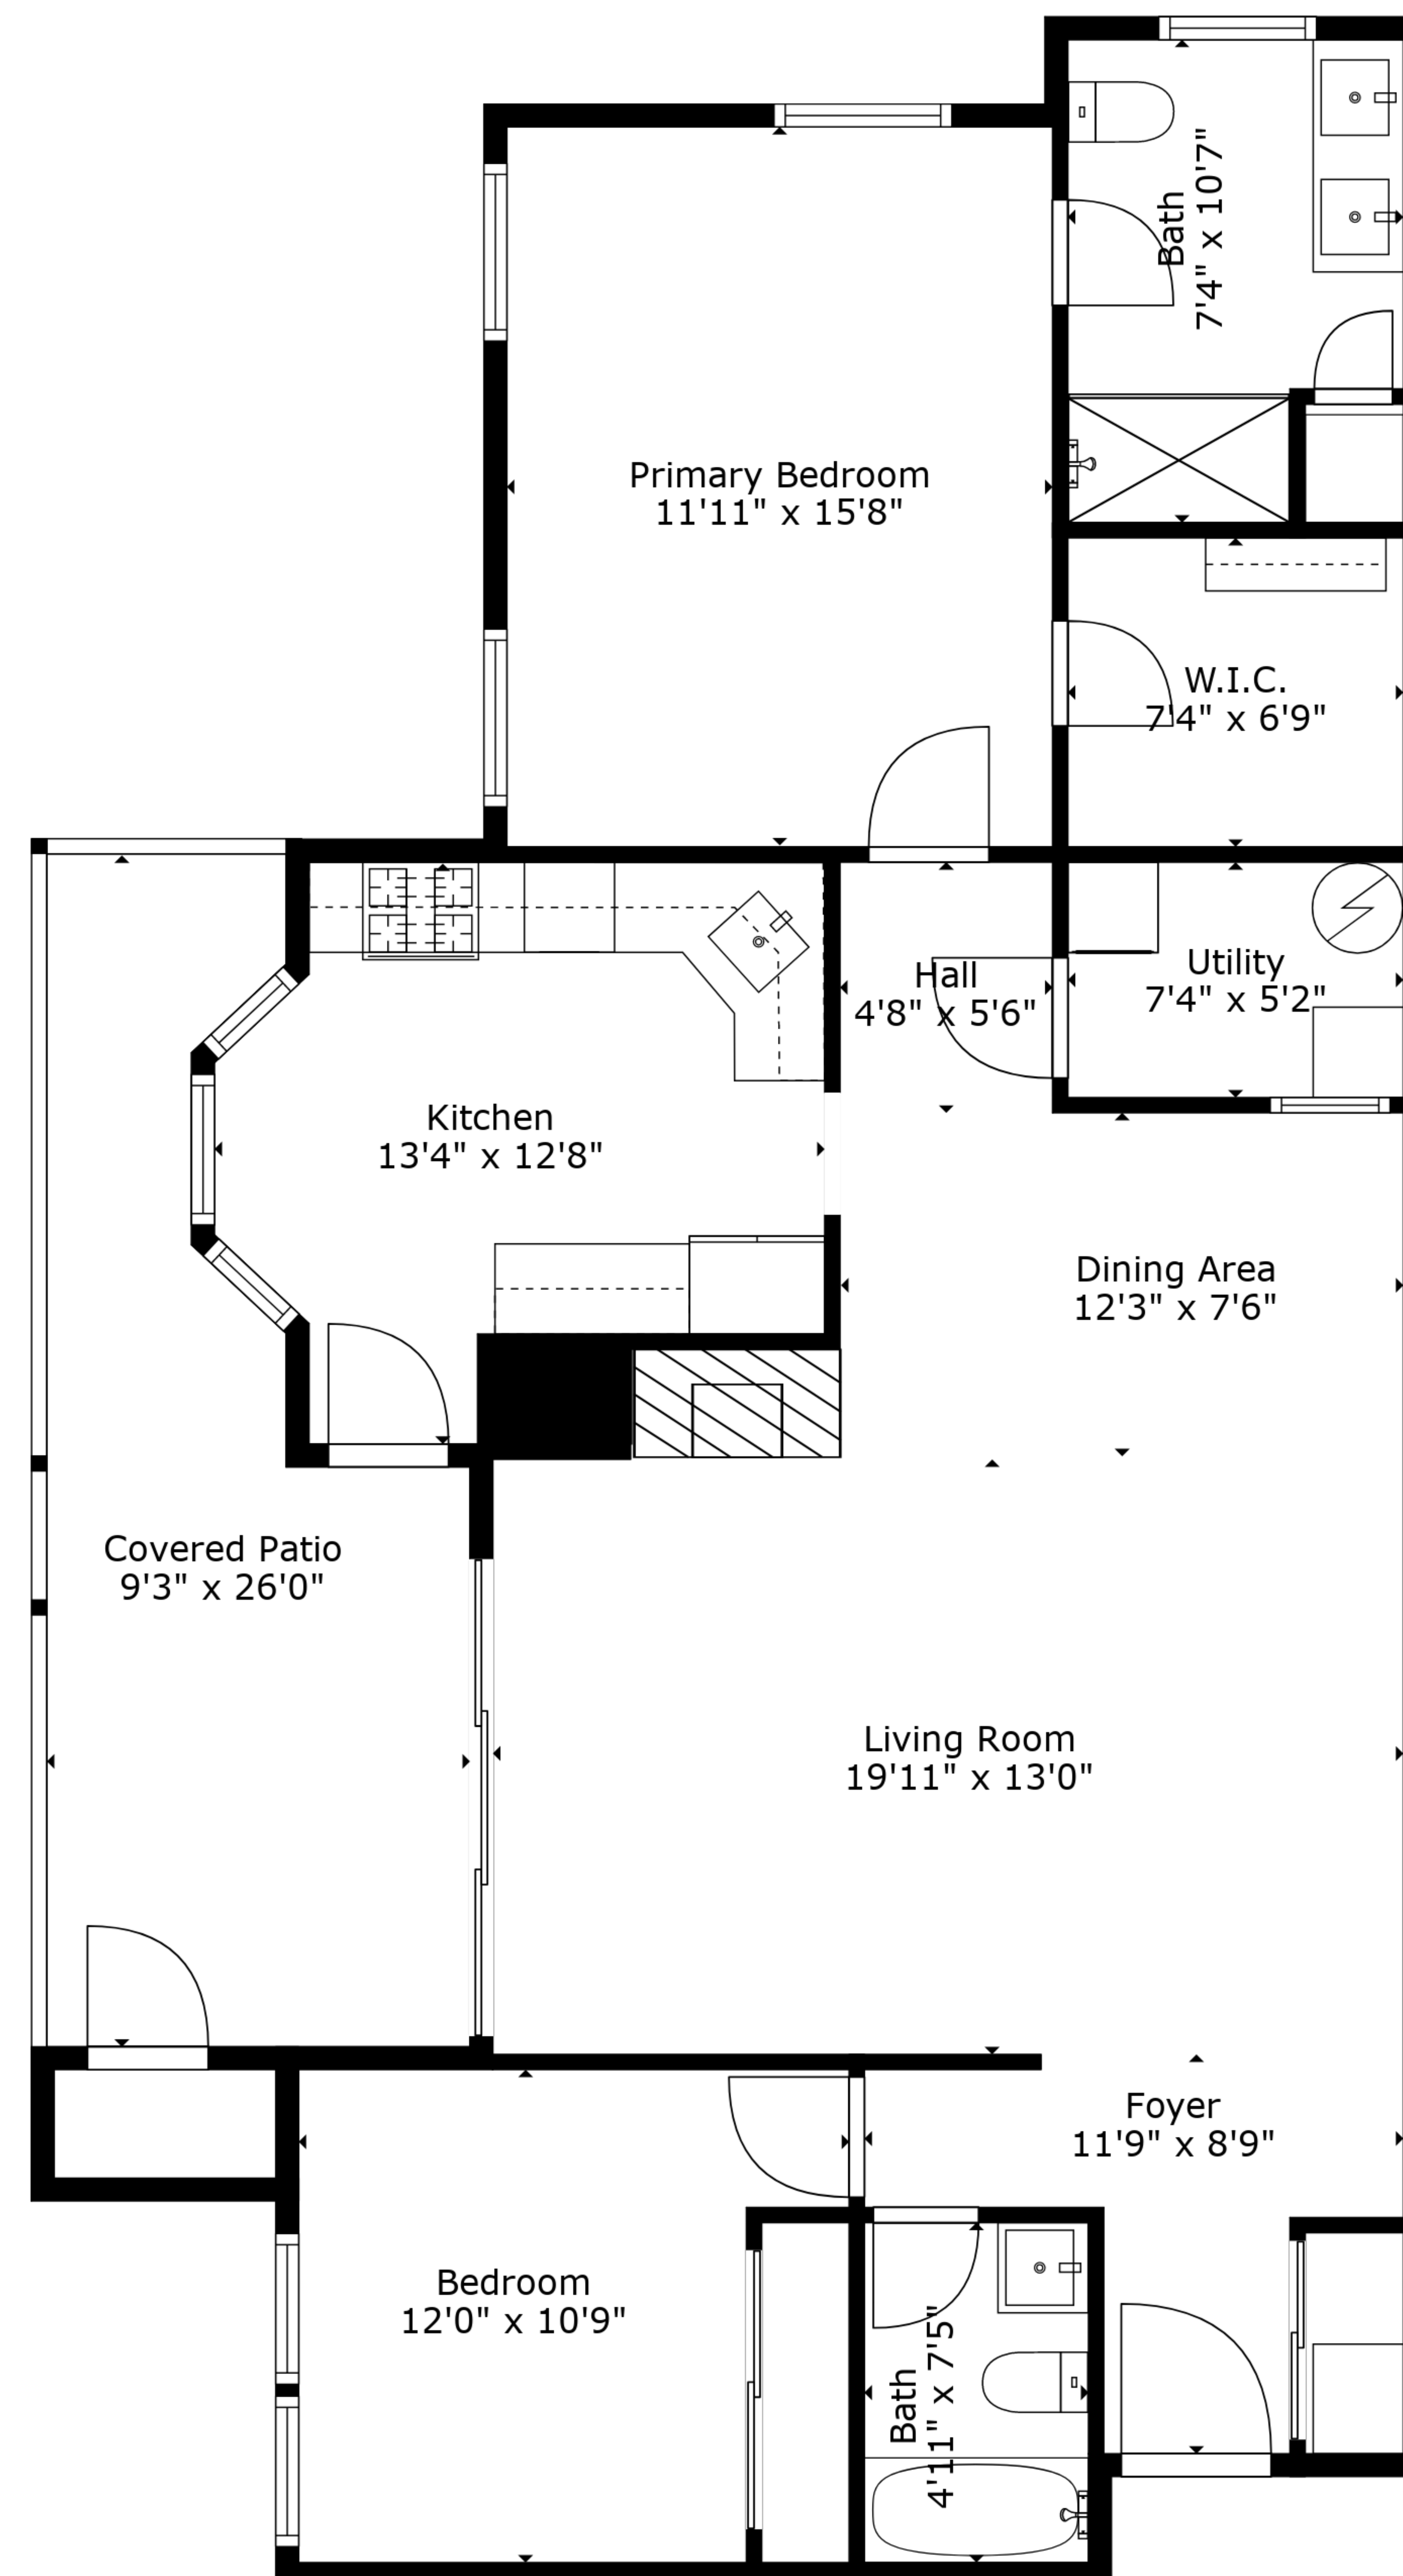 Bath
7'4" x 10'7"
Primary Bedroom
11'11" x 15'8"
W.I.C.
7'4" x 6'9"
Hall
4'8" x 5'6"
Utility
7'4" x 5'2"
Kitchen
13'4" x 12'8"
Dining Area
12'3" x 7'6"
Covered Patio
9'3" x 26'0"
Living Room
19'11" x 13'0"
Foyer
11'9" x 8'9"
Bedroom
12'0" x 10'9"
Bath
4'11" x 7'5"